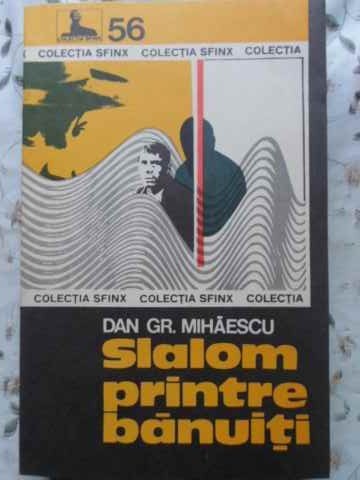 56
COLECȚIA SFINX COLECȚIA SFINX COLECȚIA
COLECȚIA SFINX COLECȚIA SFINX COLECȚIA
DAN GR. MIHĂESCU
Slalom
printre
bănuiți